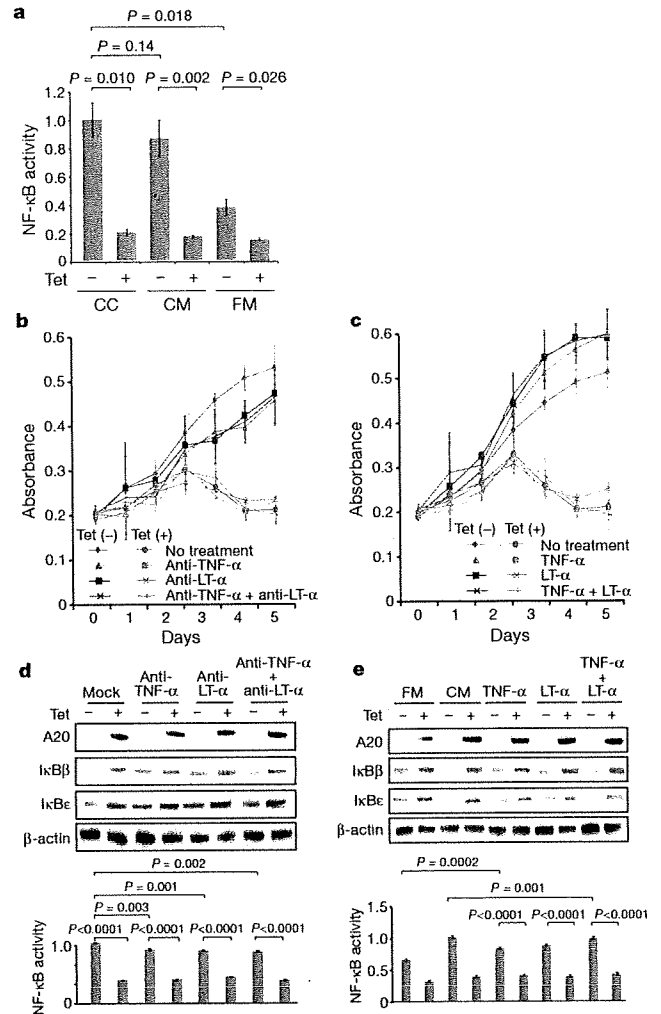 a
P = 0.018
P = 0.14
P = 0.010 P = 0.002 P = 0.026
NF-κB activity
1.2
1.0
0.8
0.6
0.4
0.2
0
Tet − + − + − +
CC CM FM
b
Absorbance
0.6
0.5
0.4
0.3
0.2
0
Tet (−) Tet (+)
No treatment
Anti-TNF-α
Anti-LT-α
Anti-TNF-α + anti-LT-α
0 1 2 3 4 5
Days
c
Absorbance
0.6
0.5
0.4
0.3
0.2
0
Tet (−) Tet (+)
No treatment
TNF-α
LT-α
TNF-α + LT-α
0 1 2 3 4 5
Days
d
Mock
Anti-
TNF-α
Anti-
LT-α
Anti-TNF-α
+
anti-LT-α
Tet − + − + − + − +
A20
IκBβ
IκBε
β-actin
P = 0.002
P = 0.001
P = 0.003
P<0.0001 P<0.0001 P<0.0001 P<0.0001
NF-κB activity
1.0
0
e
FM CM TNF-α LT-α
TNF-α
+
LT-α
Tet − + − + − + − + − +
A20
IκBβ
IκBε
β-actin
P = 0.0002
P = 0.001
P<0.0001 P<0.0001 P<0.0001
NF-κB activity
1.5
1.0
0.5
0